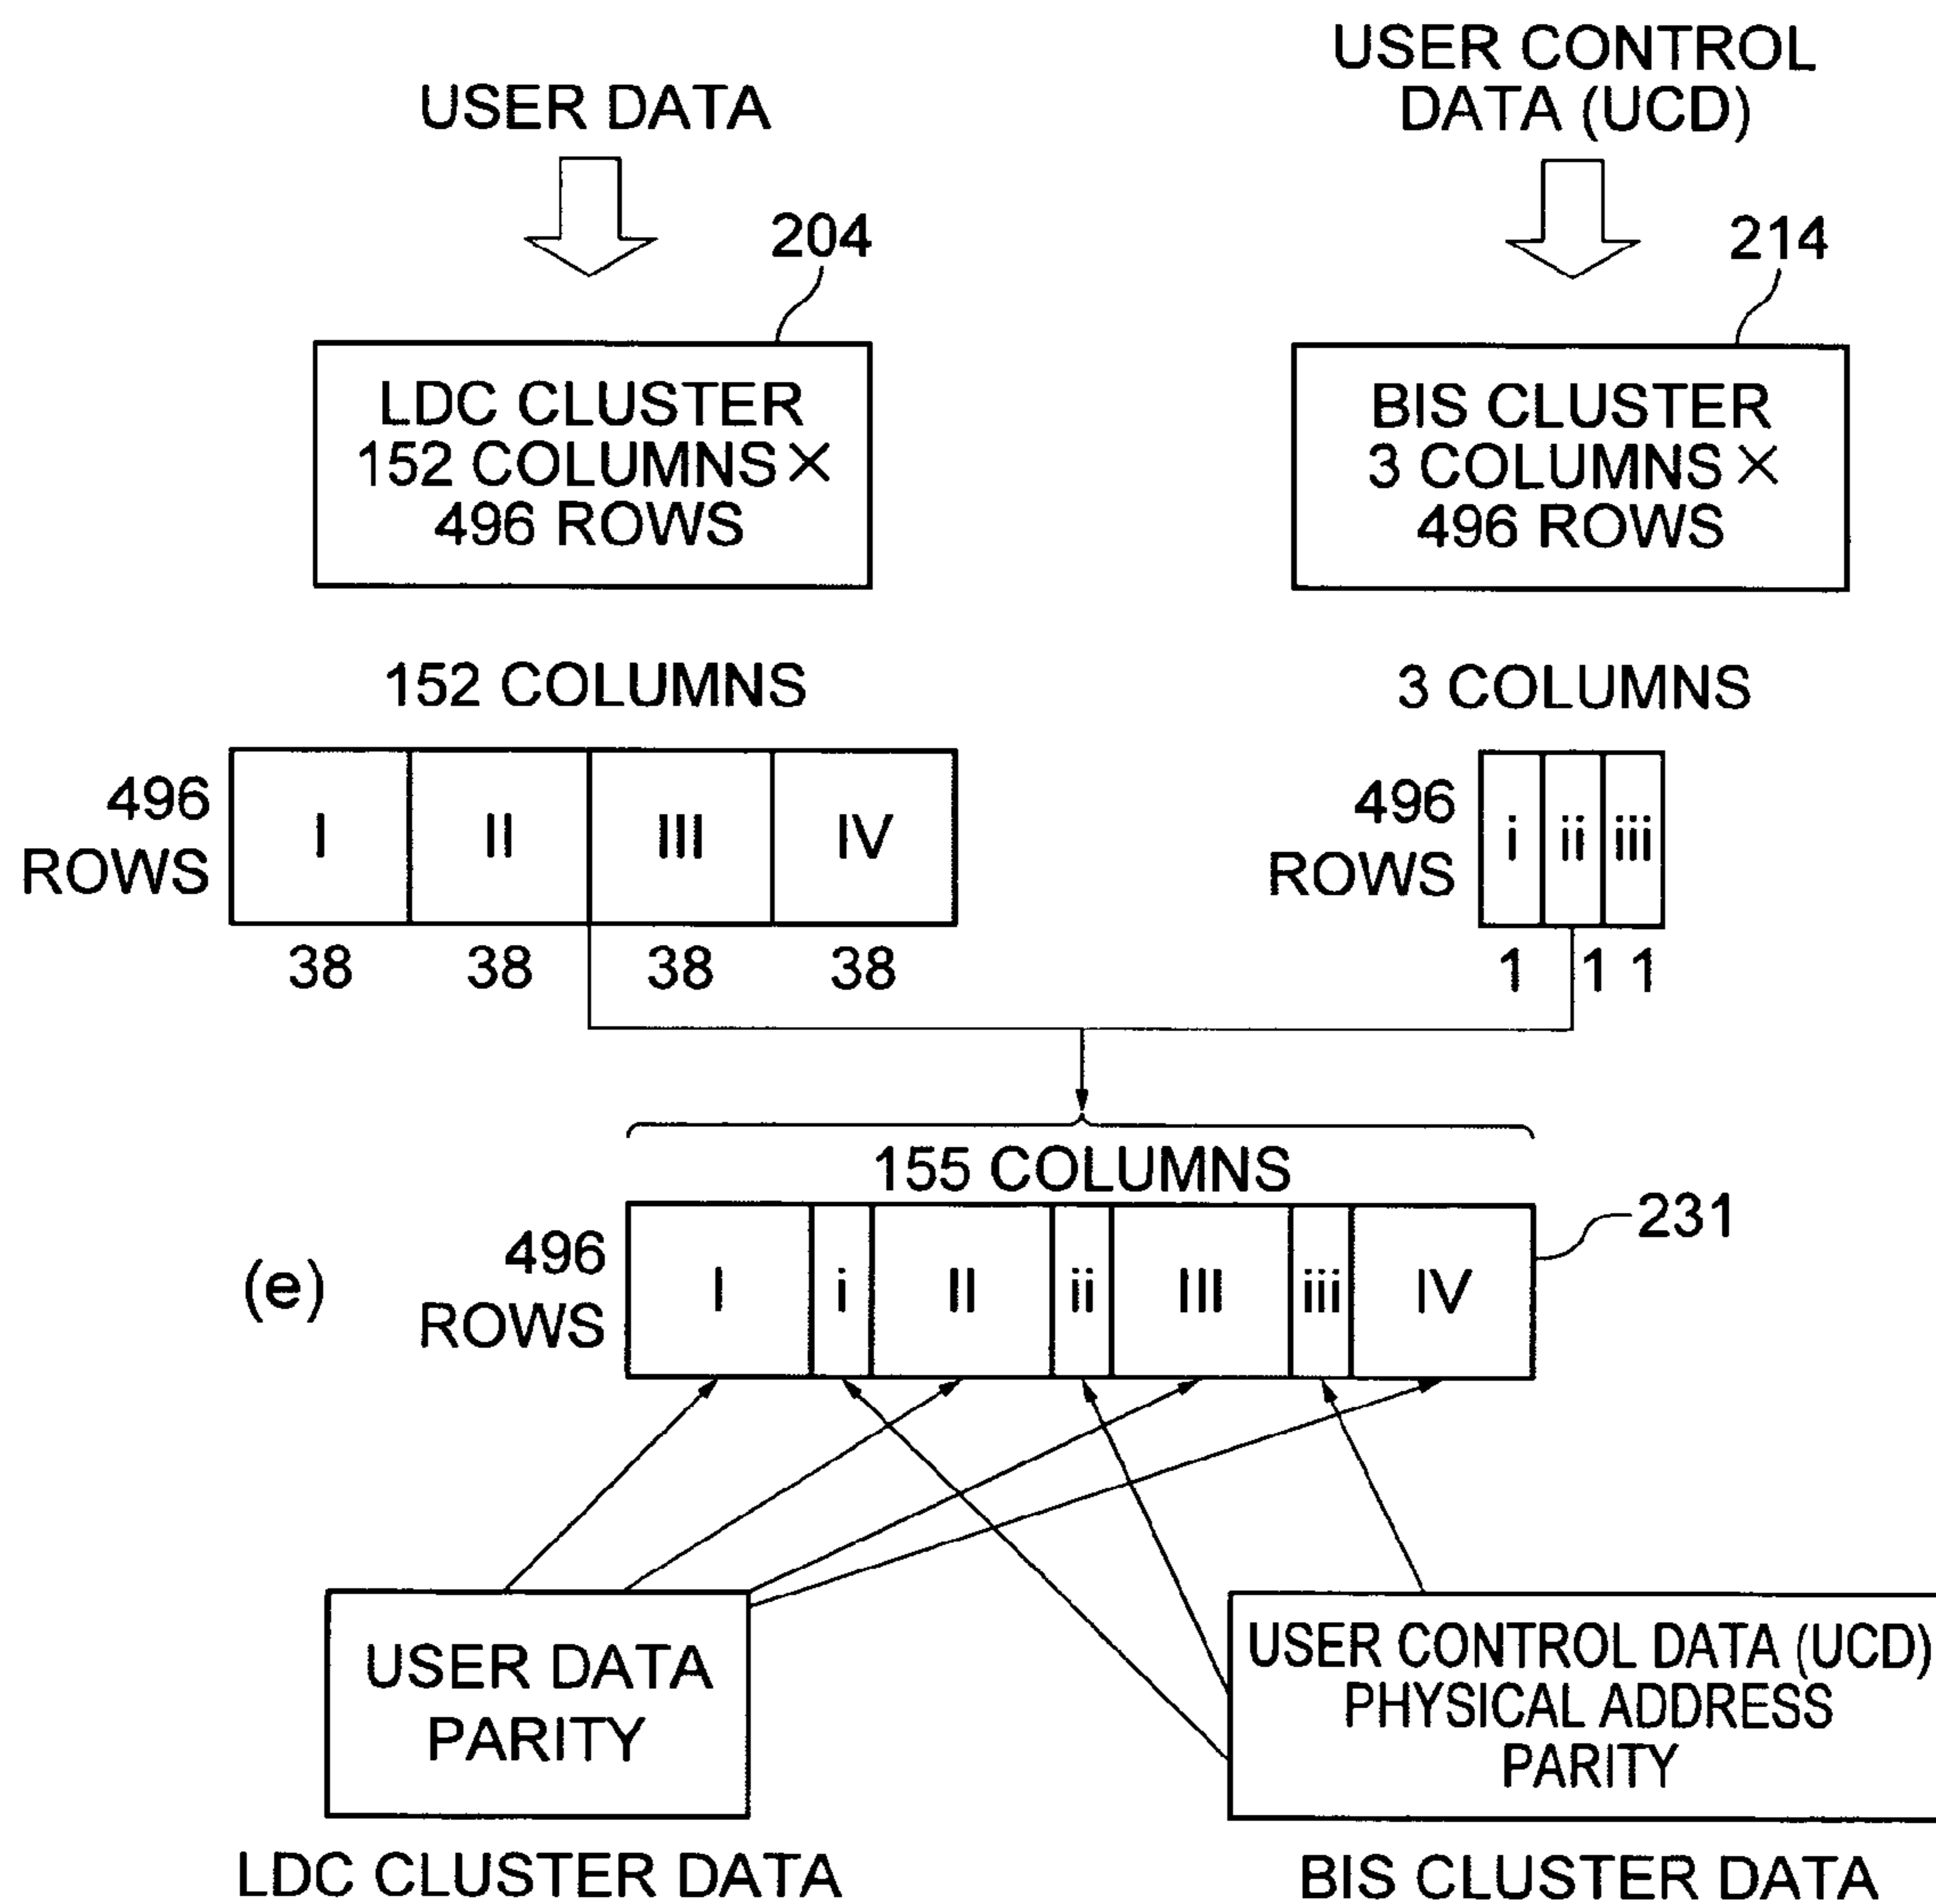 USER DATA
USER CONTROL
DATA (UCD)
204
214
LDC CLUSTER
152 COLUMNS ×
496 ROWS
BIS CLUSTER
3 COLUMNS ×
496 ROWS
152 COLUMNS
3 COLUMNS
496
ROWS
I II III IV
496
ROWS
i ii iii
38 38 38 38
1 1 1
155 COLUMNS
231
(e)
496
ROWS
I i II ii III iii IV
USER DATA
PARITY
USER CONTROL DATA (UCD)
PHYSICAL ADDRESS
PARITY
LDC CLUSTER DATA
BIS CLUSTER DATA